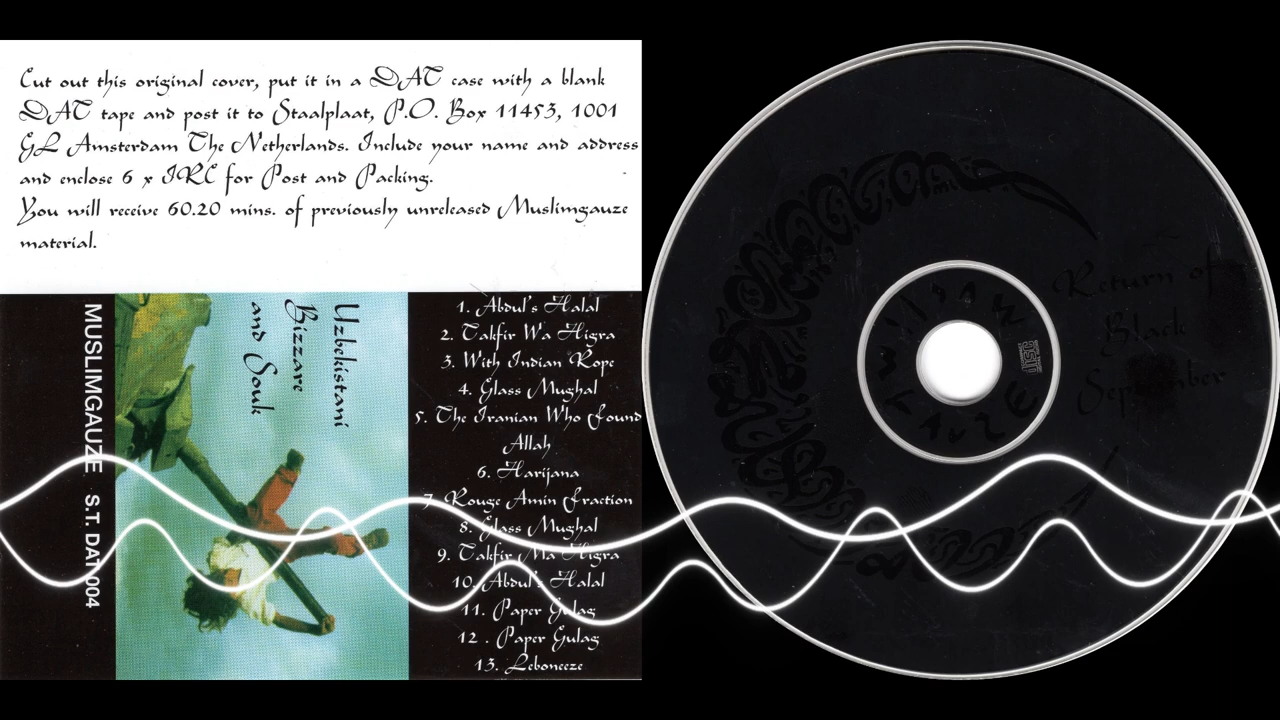 Cut out this original cover, put it in a DAT case with a blank
DAT tape and post it to Staalplaat, P.O. Box 11453, 1001
GL Amsterdam The Netherlands. Include your name and address
and enclose 6 x IRC for Post and Packing.
You will receive 60.20 mins. of previously unreleased Muslimgauze
material.
MUSLIMGAUZE S.T. DAT 004
Uzbekistani
Bizzare
and Souk
1. Abdul's Halal
2. Takfir Wa Higra
3. With Indian Rope
4. Glass Mughal
5. The Iranian Who Found
Allah
6. Harijana
7. Rouge Amin Fraction
8. Glass Mughal
9. Takfir Ma Higra
10. Abdul's Halal
11. Paper Gulag
12 . Paper Gulag
13. Leboneeze
Return of
Black
September